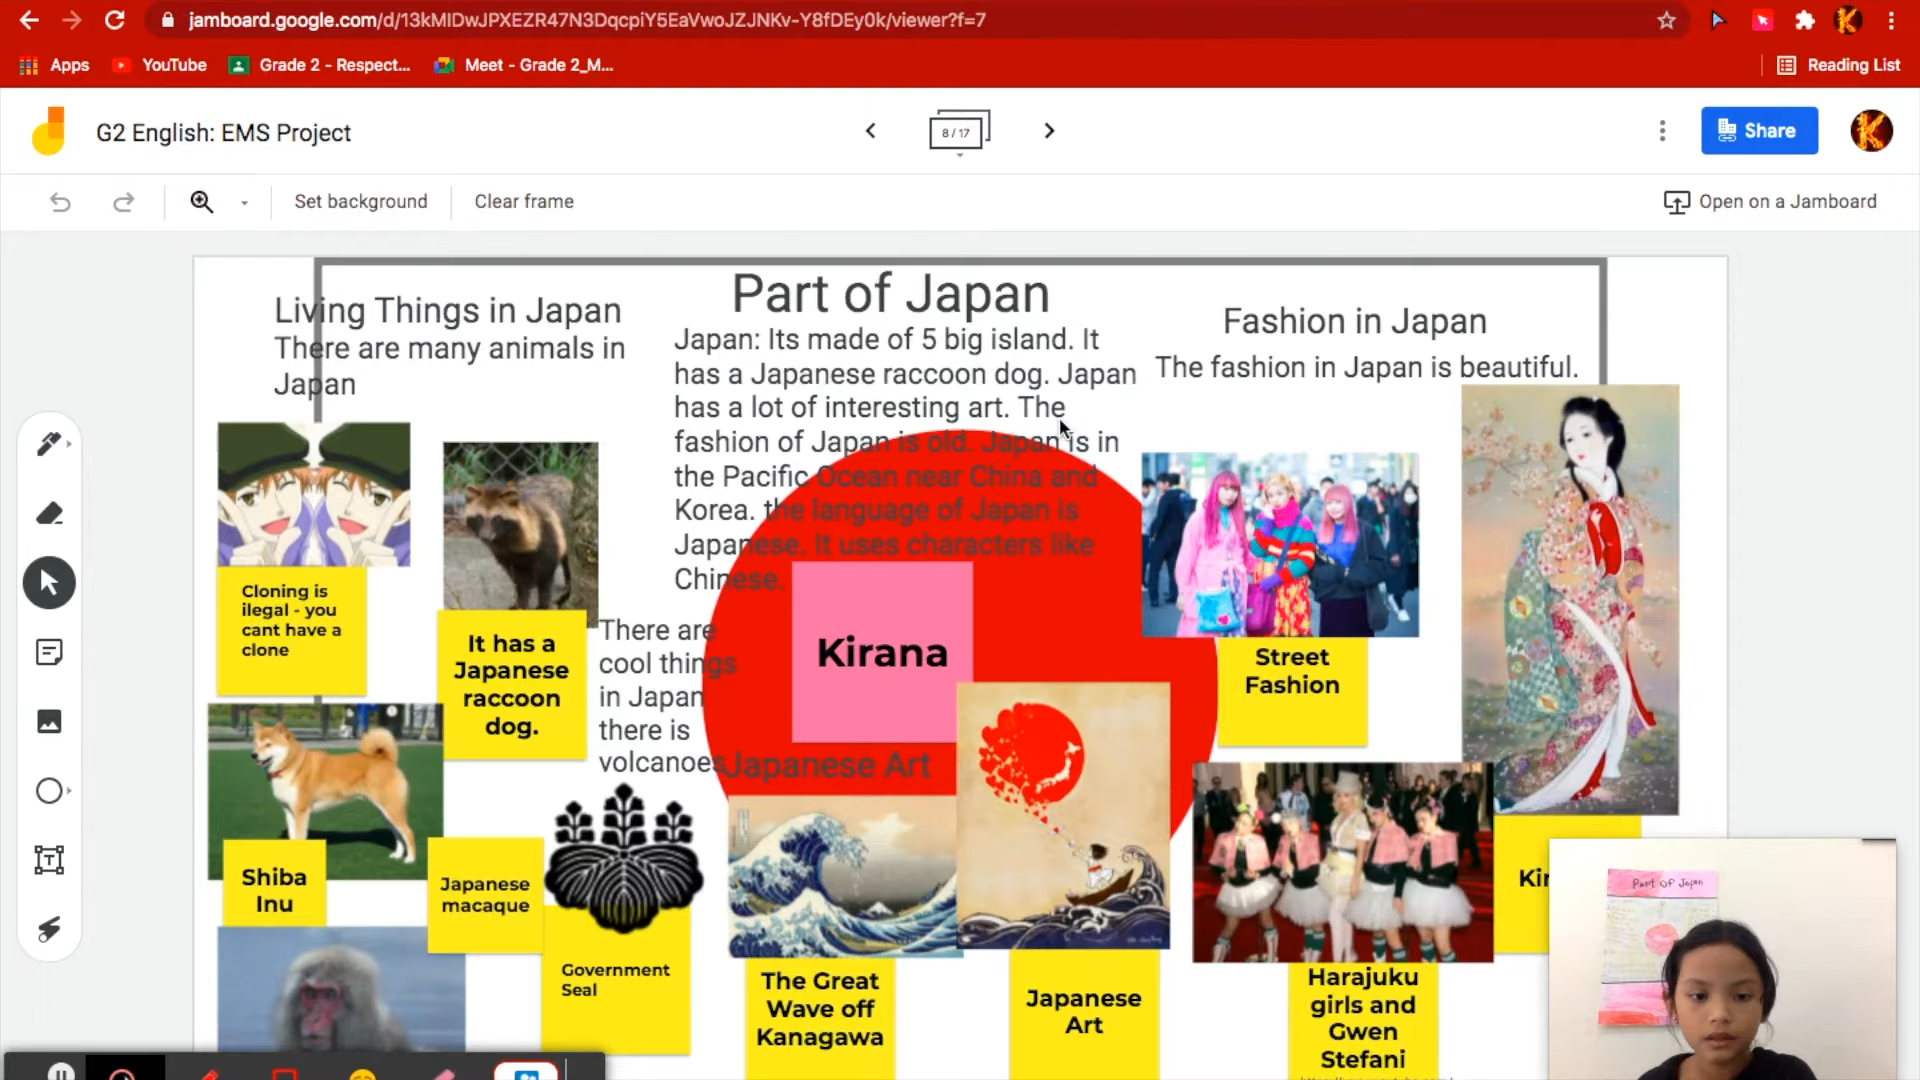 jamboard.google.com/d/13kMIDwJPXEZR47N3DqcpiY5EaVwoJZJNKv-Y8fDEy0k/viewer?f=7
Apps
YouTube
Grade 2 - Respect...
Meet - Grade 2_M...
Reading List
G2 English: EMS Project
8 / 17
Share
Set background
Clear frame
Open on a Jamboard
Part of Japan
Living Things in Japan
There are many animals in
Japan
Japan: Its made of 5 big island. It
has a Japanese raccoon dog. Japan
has a lot of interesting art. The
fashion of Japan is old. Japan is in
the Pacific Ocean near China and
Korea. the language of Japan is
Japanese. It uses characters like
Chinese.
Fashion in Japan
The fashion in Japan is beautiful.
Cloning is
ilegal - you
cant have a
clone
It has a
Japanese
raccoon
dog.
There are
cool things
in Japan
there is
volcanoes
Kirana
Street
Fashion
Japanese Art
Shiba
Inu
Japanese
macaque
Government
Seal
The Great
Wave off
Kanagawa
Japanese
Art
Harajuku
girls and
Gwen
Stefani
Part of Japan